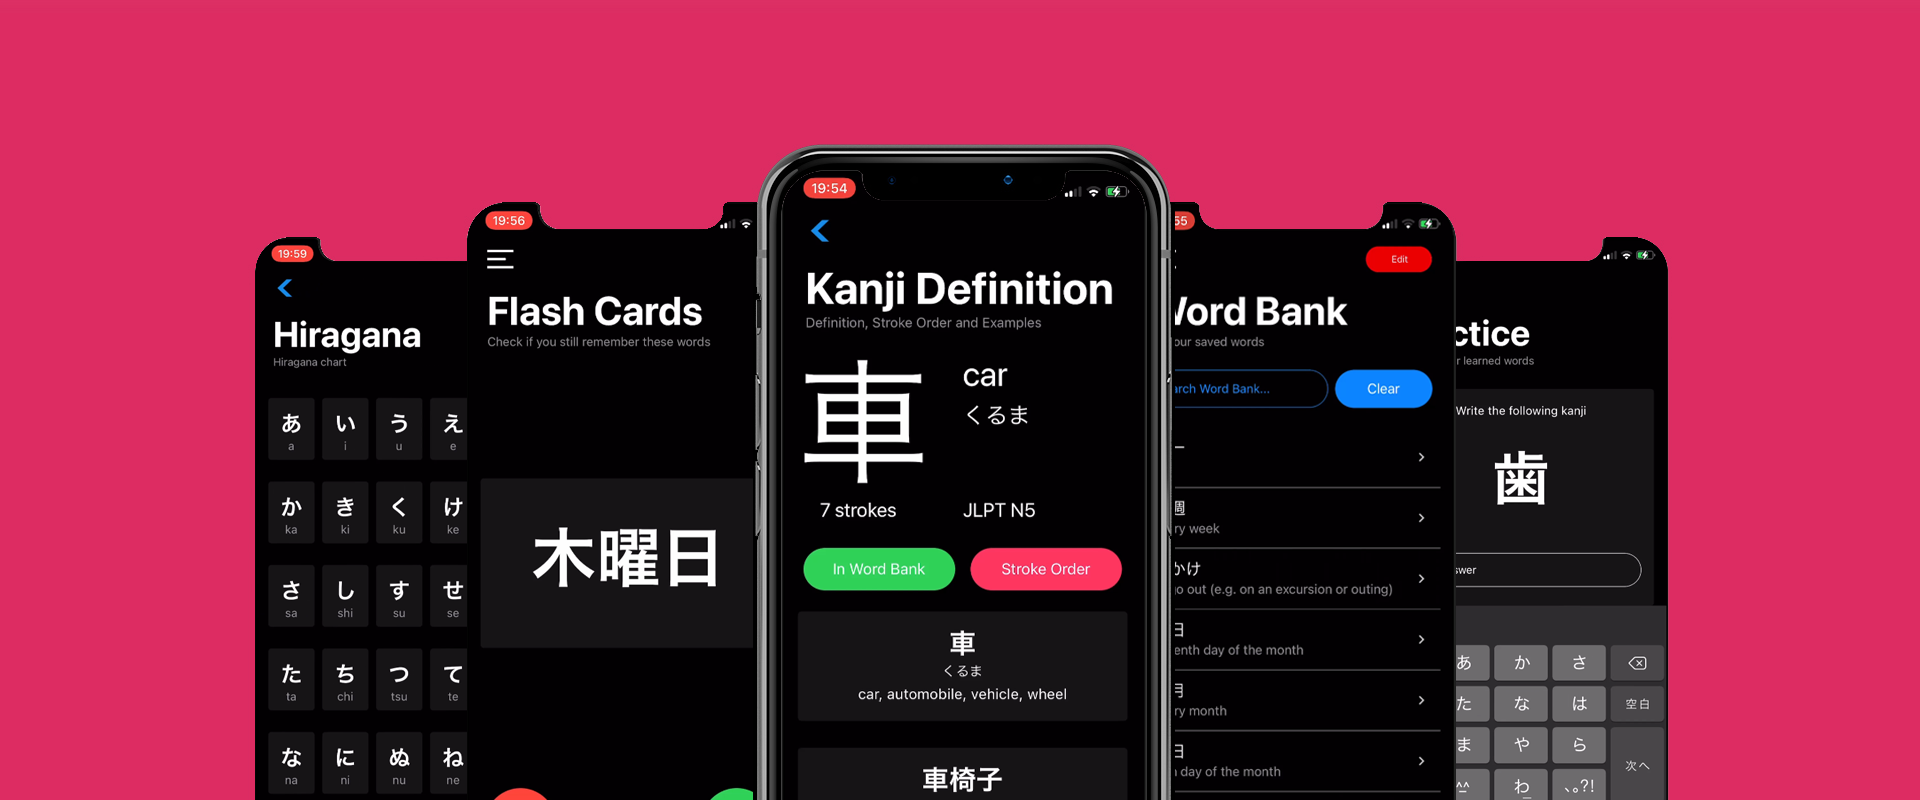 19:59
Hiragana
Hiragana chart
あ い う え
a i u e
か き く け
ka ki ku ke
さ し す せ
sa shi su se
た ち つ て
ta chi tsu te
な に ぬ ね
na ni nu ne
19:56
Flash Cards
Check if you still remember these words
木曜日
19:54
Kanji Definition
Definition, Stroke Order and Examples
車
car
くるま
7 strokes
JLPT N5
In Word Bank
Stroke Order
車
くるま
car, automobile, vehicle, wheel
車椅子
55
Edit
Word Bank
our saved words
arch Word Bank...
Clear
週
ry week
かけ
o out (e.g. on an excursion or outing)
日
enth day of the month
月
ry month
日
day of the month
ctice
r learned words
Write the following kanji
歯
swer
あ か さ
た な は 空白
ま や ら
次へ
^^ わ 、。?!